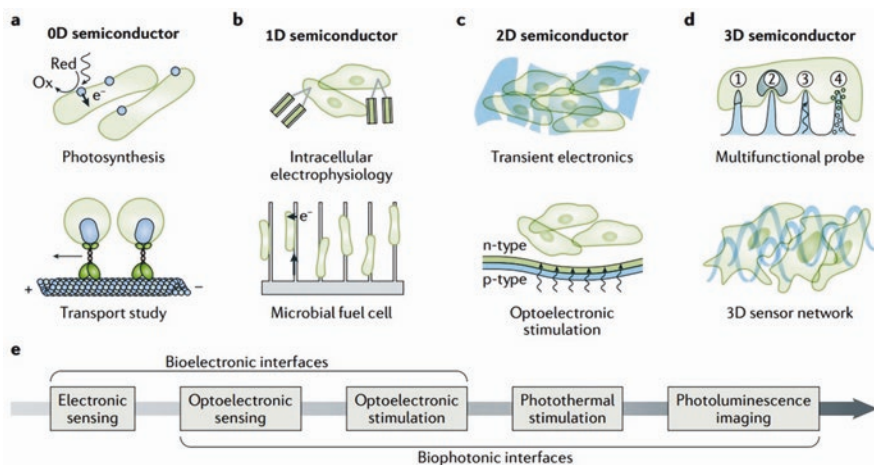 a
0D semiconductor
Red
Ox
e⁻
Photosynthesis
+
−
Transport study
b
1D semiconductor
Intracellular
electrophysiology
e⁻
Microbial fuel cell
c
2D semiconductor
Transient electronics
n-type
p-type
Optoelectronic
stimulation
d
3D semiconductor
1 2 3 4
Multifunctional probe
3D sensor network
e
Bioelectronic interfaces
Electronic
sensing
Optoelectronic
sensing
Optoelectronic
stimulation
Photothermal
stimulation
Photoluminescence
imaging
Biophotonic interfaces